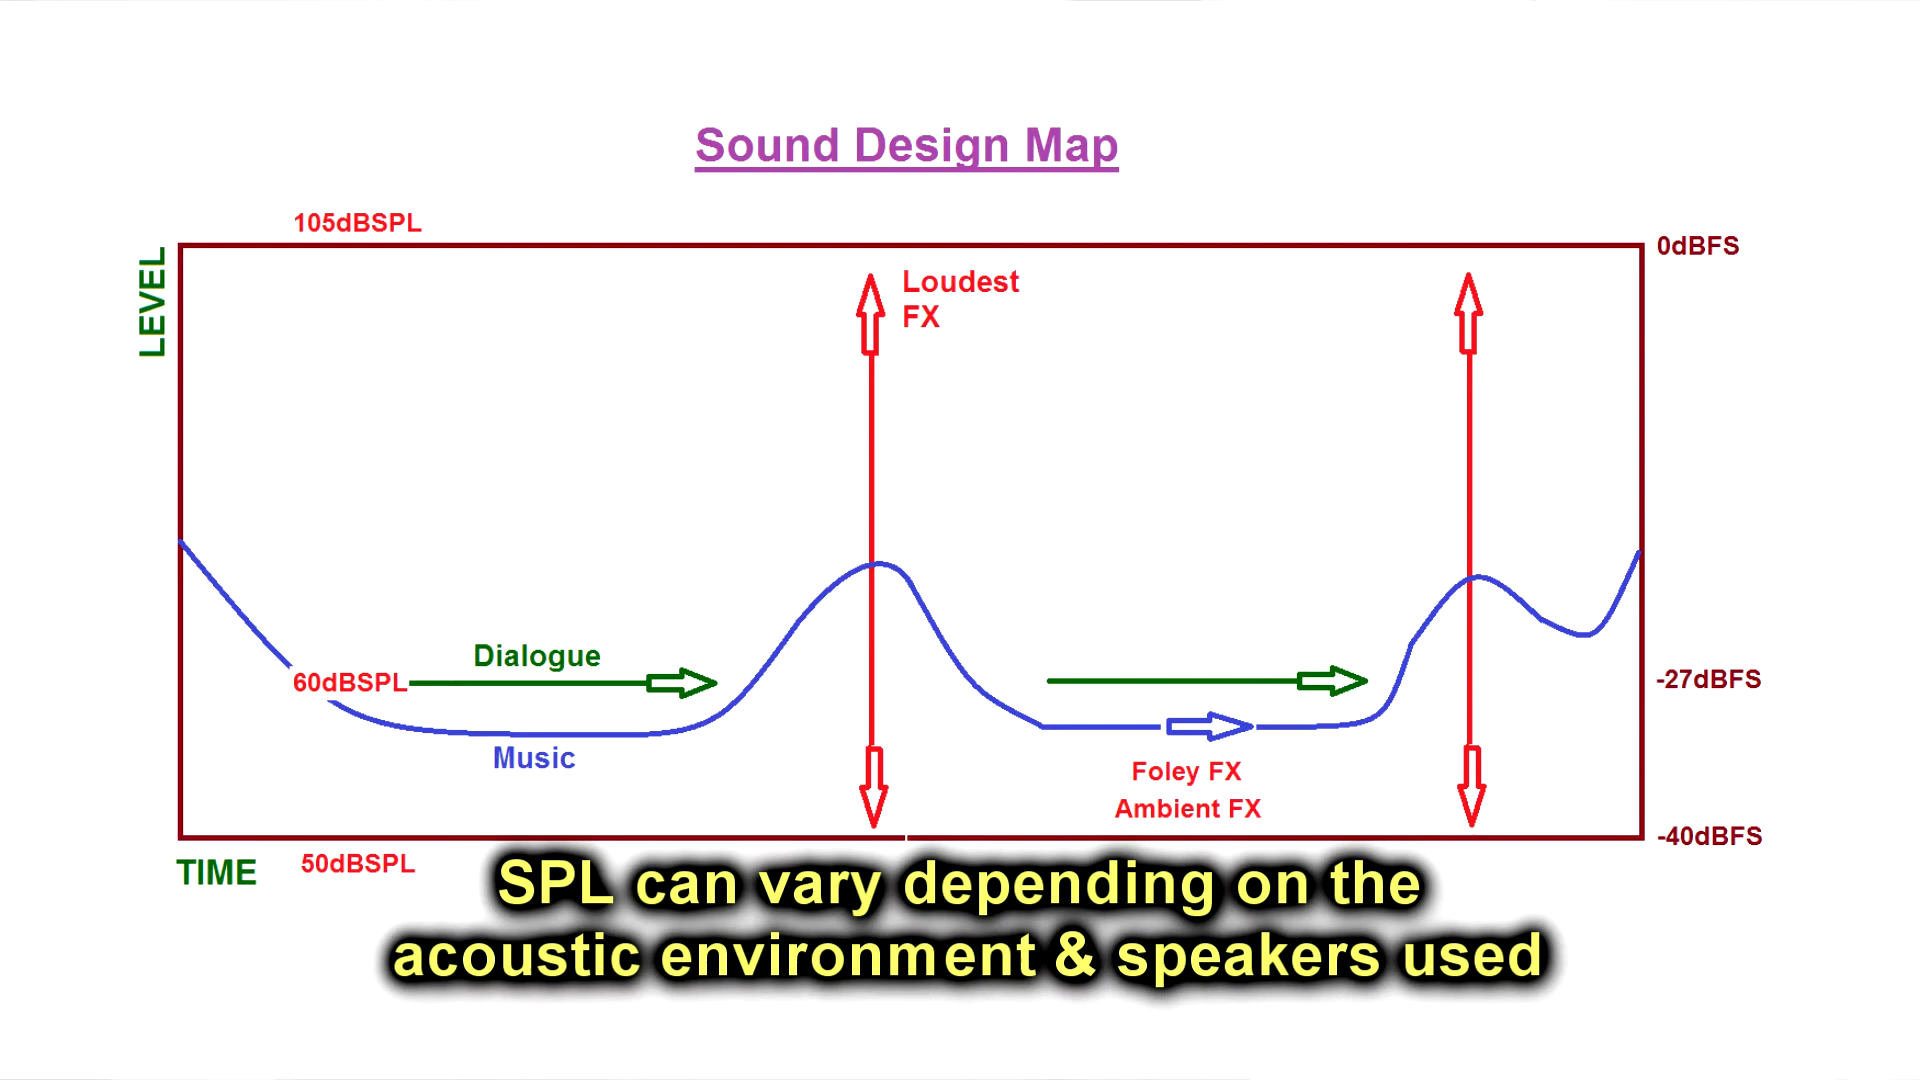 Sound Design Map
105dBSPL
0dBFS
LEVEL
Loudest
FX
Dialogue
60dBSPL
-27dBFS
Music
Foley FX
Ambient FX
-40dBFS
TIME
50dBSPL
SPL can vary depending on the
acoustic environment & speakers used